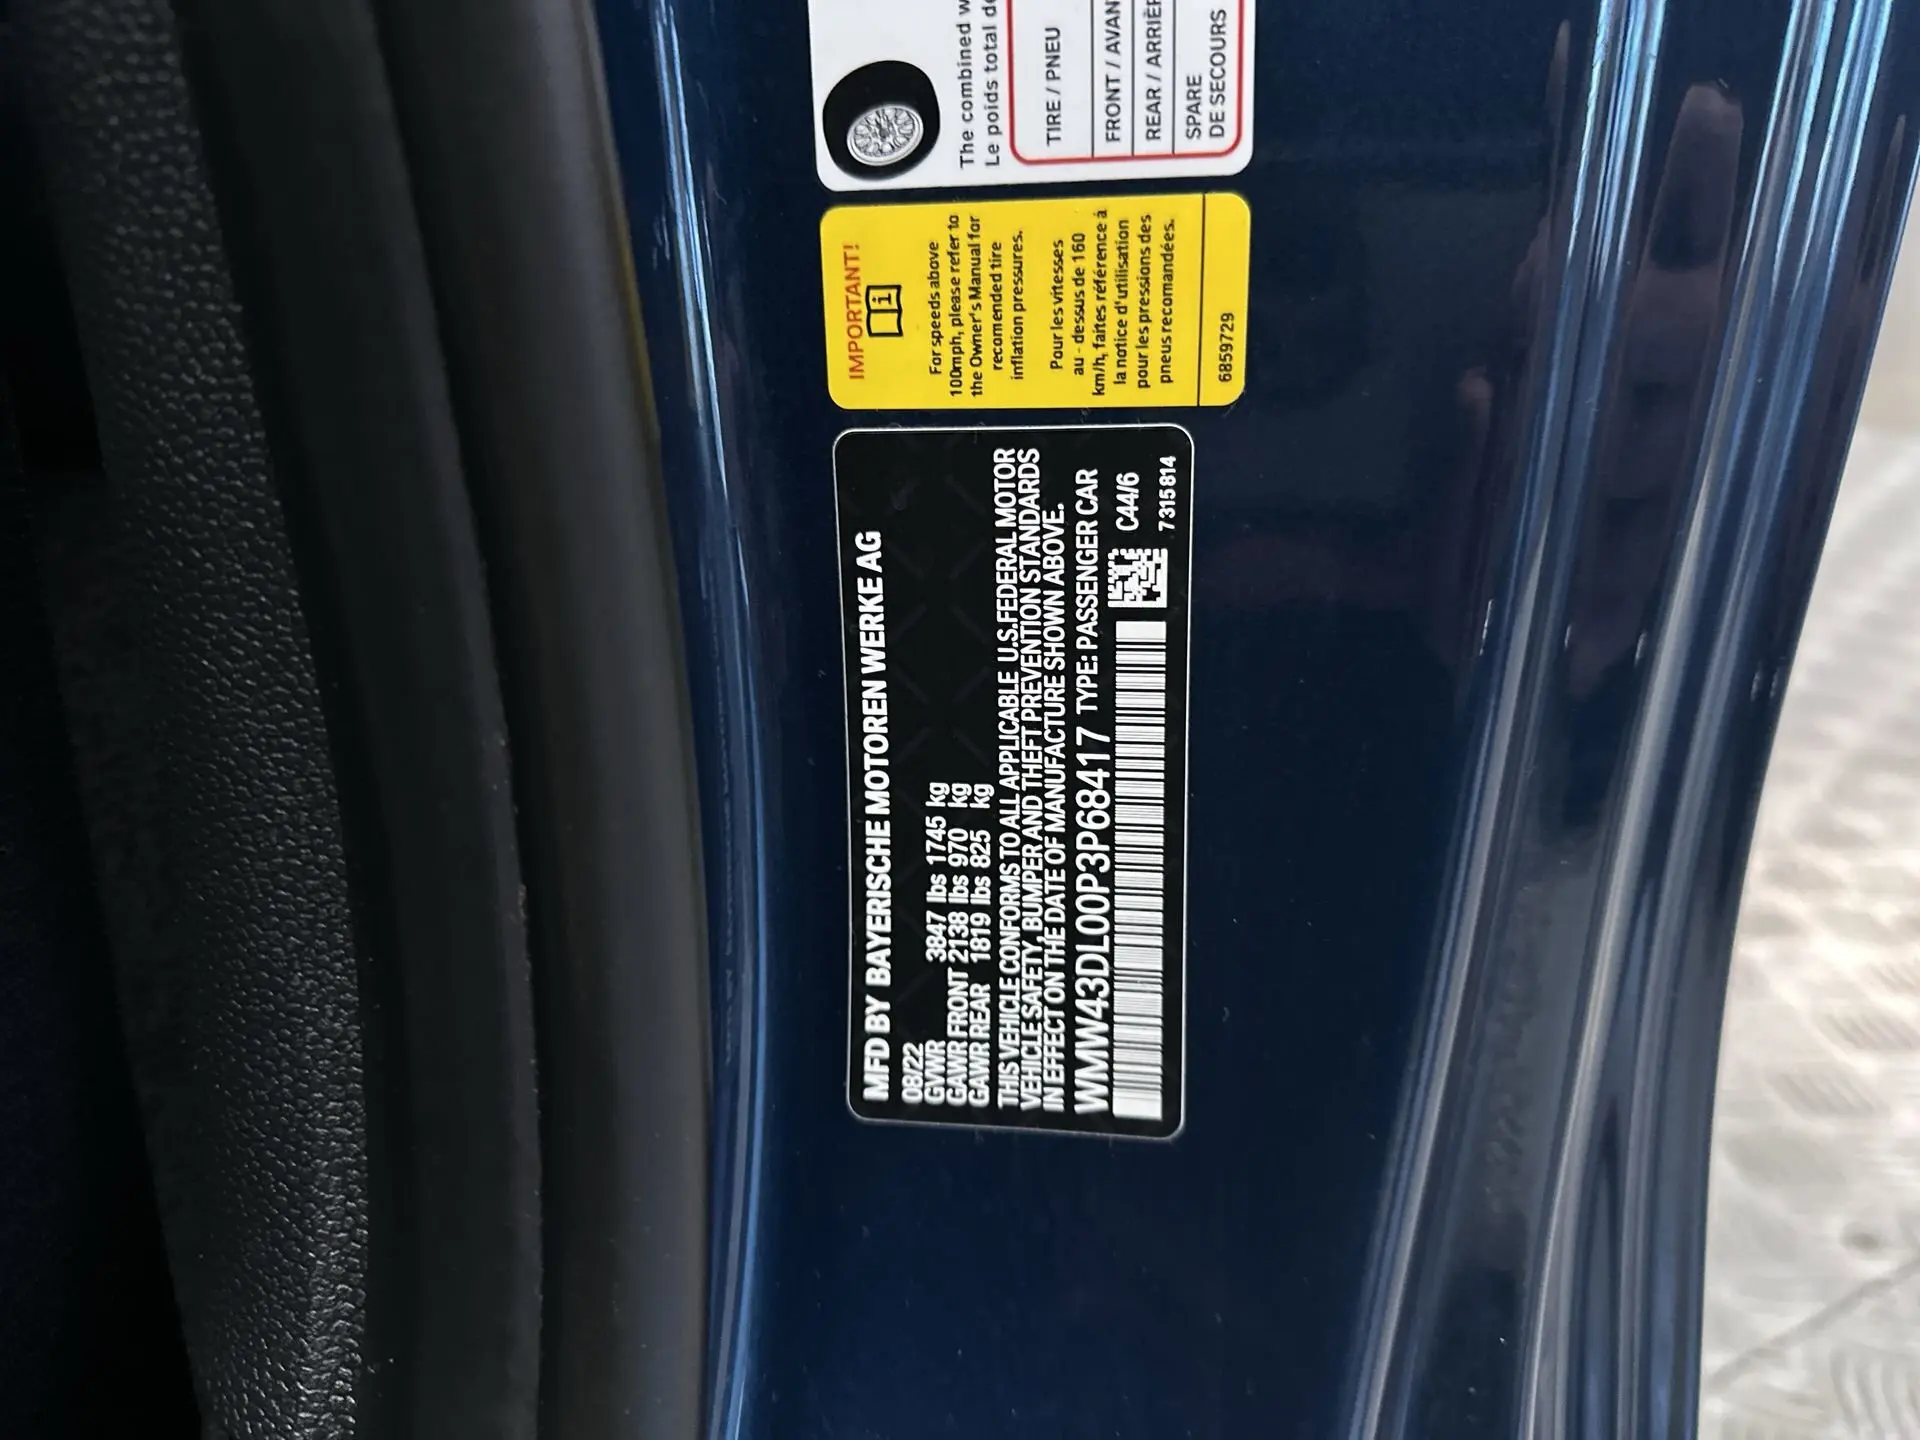 The combined w
Le poids total de
TIRE / PNEU
FRONT / AVAN
REAR / ARRIÈR
SPARE
DE SECOURS
IMPORTANT!
i
For speeds above
100mph, please refer to
the Owner's Manual for
recomended tire
inflation pressures.
Pour les vitesses
au - dessus de 160
km/h, faites référence à
la notice d'utilisation
pour les pressions des
pneus recomandées.
6859729
MFD BY BAYERISCHE MOTOREN WERKE AG
08/22
GVWR 3847 lbs 1745 kg
GAWR FRONT 2138 lbs 970 kg
GAWR REAR 1819 lbs 825 kg
THIS VEHICLE CONFORMS TO ALL APPLICABLE U.S.FEDERAL MOTOR
VEHICLE SAFETY, BUMPER AND THEFT PREVENTION STANDARDS
IN EFFECT ON THE DATE OF MANUFACTURE SHOWN ABOVE.
WMW43DL00P3P68417 TYPE: PASSENGER CAR
C44/6
7315814